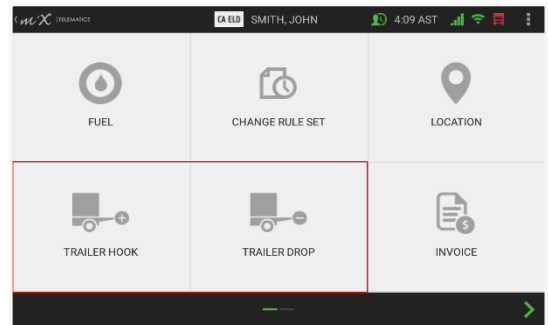 mix TELEMATICS CA ELD SMITH, JOHN 4:09 AST
FUEL CHANGE RULE SET LOCATION
TRAILER HOOK TRAILER DROP INVOICE